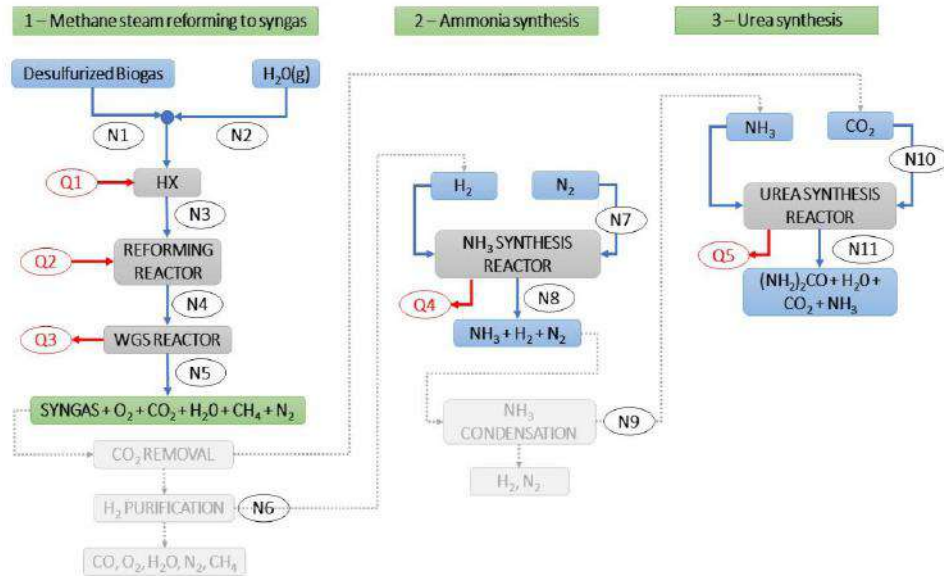 1 – Methane steam reforming to syngas
2 – Ammonia synthesis
3 – Urea synthesis
Desulfurized Biogas
H₂O(g)
N1
N2
Q1
HX
N3
Q2
REFORMING
REACTOR
N4
Q3
WGS REACTOR
N5
SYNGAS + O₂ + CO₂ + H₂O + CH₄ + N₂
CO₂ REMOVAL
H₂ PURIFICATION
N6
CO, O₂, H₂O, N₂, CH₄
H₂
N₂
N7
NH₃ SYNTHESIS
REACTOR
Q4
N8
NH₃ + H₂ + N₂
NH₃
CONDENSATION
N9
H₂, N₂
NH₃
CO₂
N10
UREA SYNTHESIS
REACTOR
Q5
N11
(NH₂)₂CO + H₂O +
CO₂ + NH₃